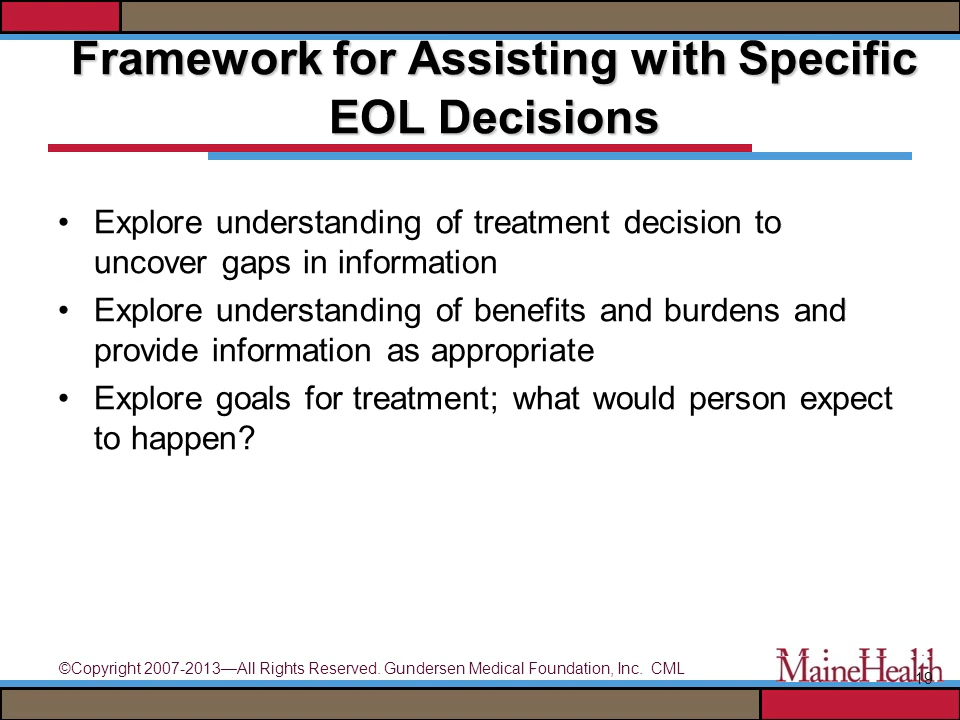 Framework for Assisting with Specific
EOL Decisions
• Explore understanding of treatment decision to
uncover gaps in information
• Explore understanding of benefits and burdens and
provide information as appropriate
• Explore goals for treatment; what would person expect
to happen?
©Copyright 2007-2013—All Rights Reserved. Gundersen Medical Foundation, Inc. CML
MaineHealth
19